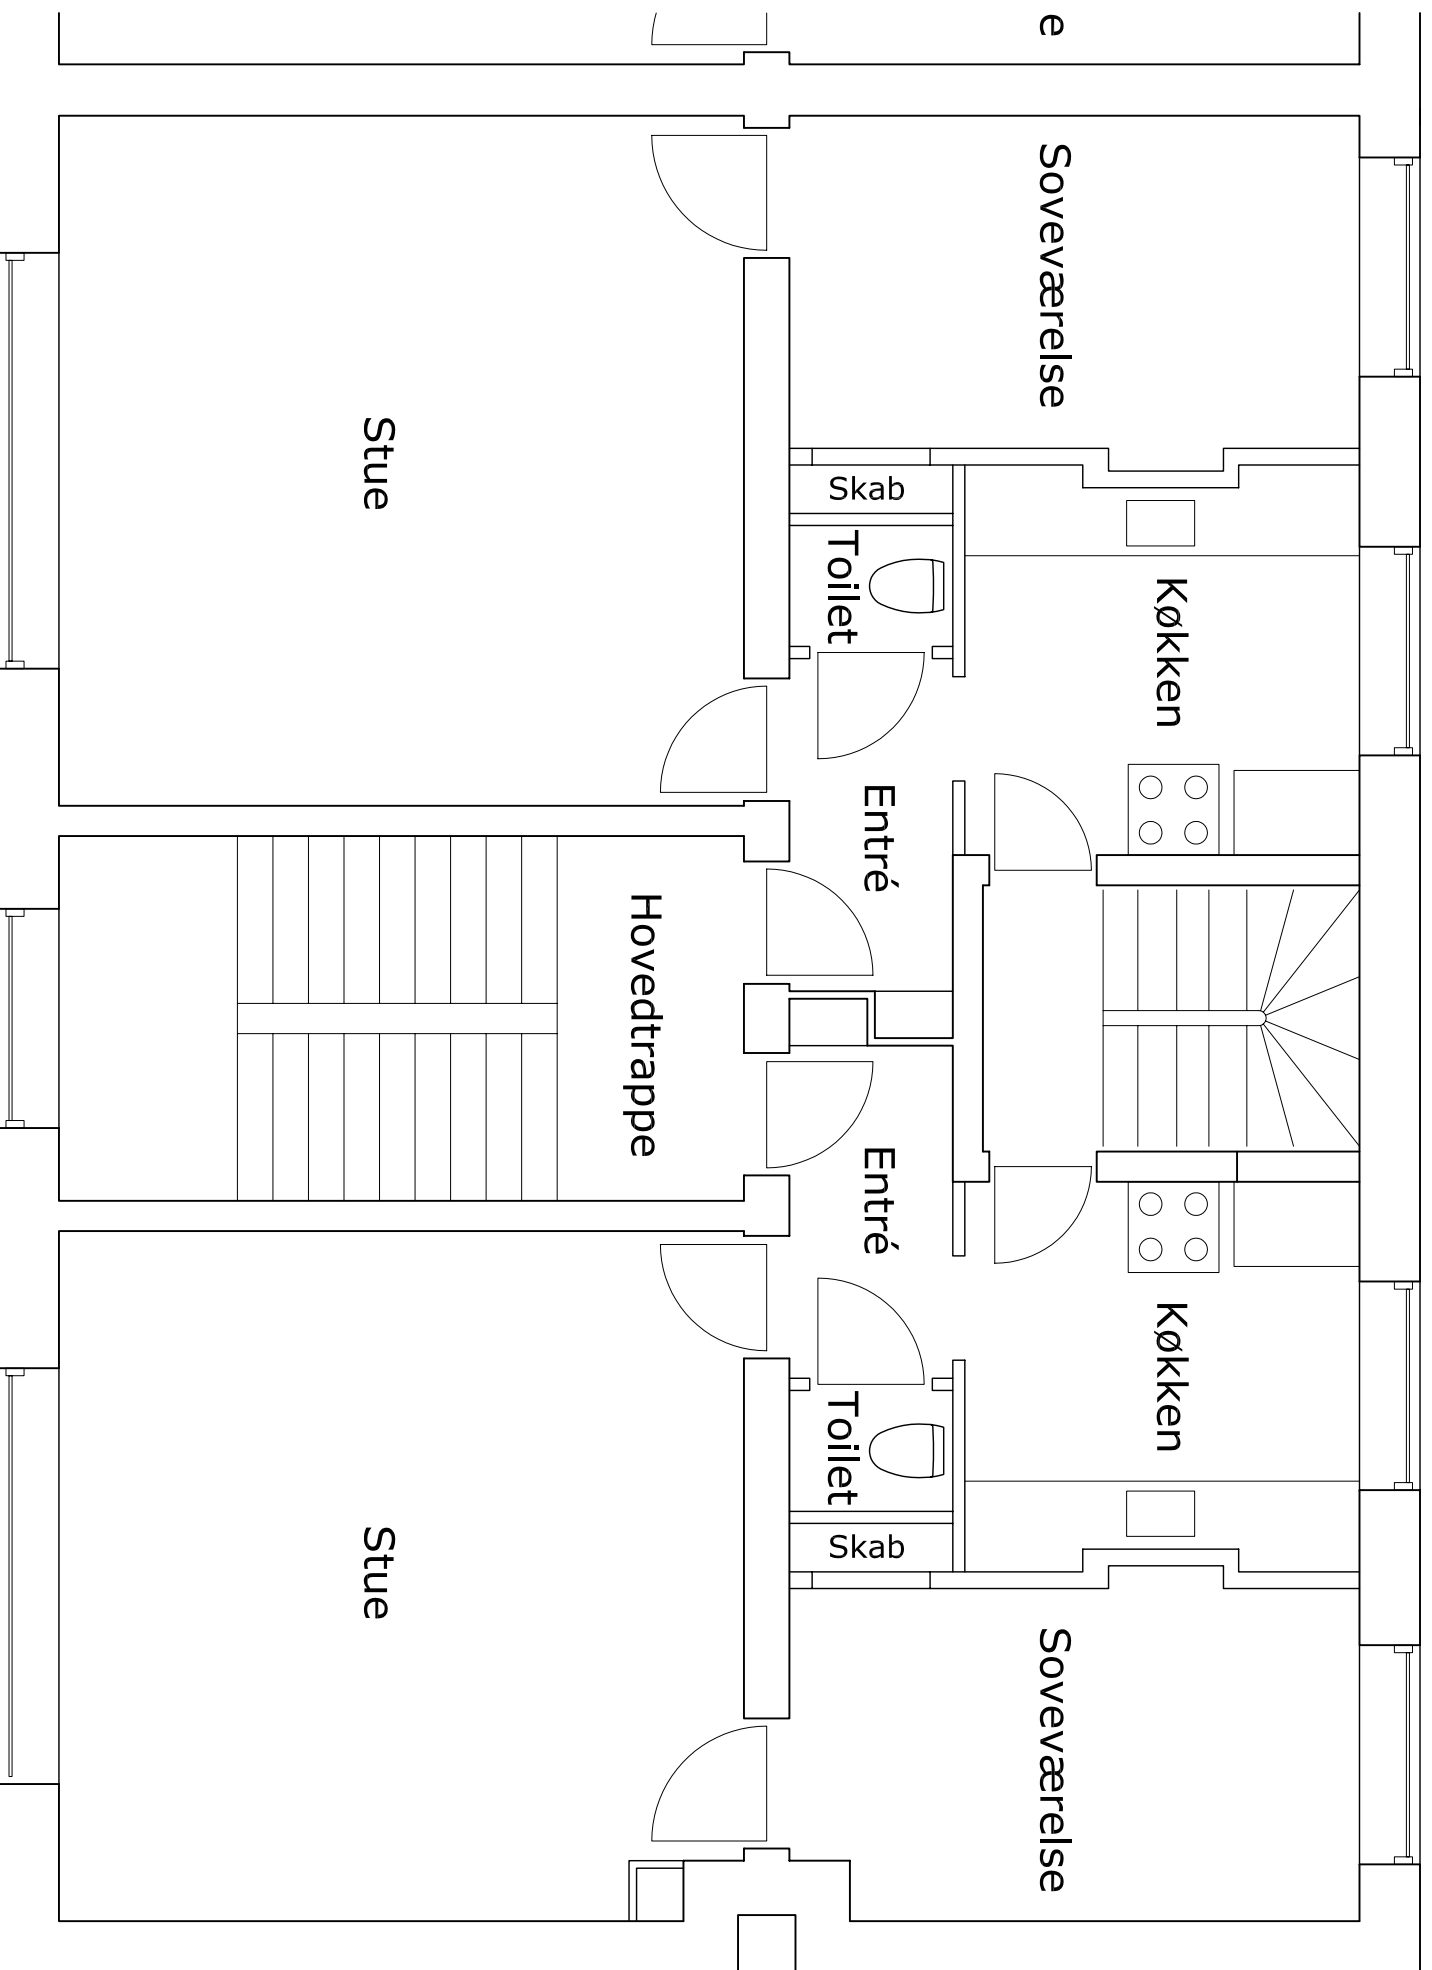 e
Soveværelse
Stue
Skab
Toilet
Køkken
Entré
Hovedtrappe
Entré
Køkken
Toilet
Skab
Stue
Soveværelse